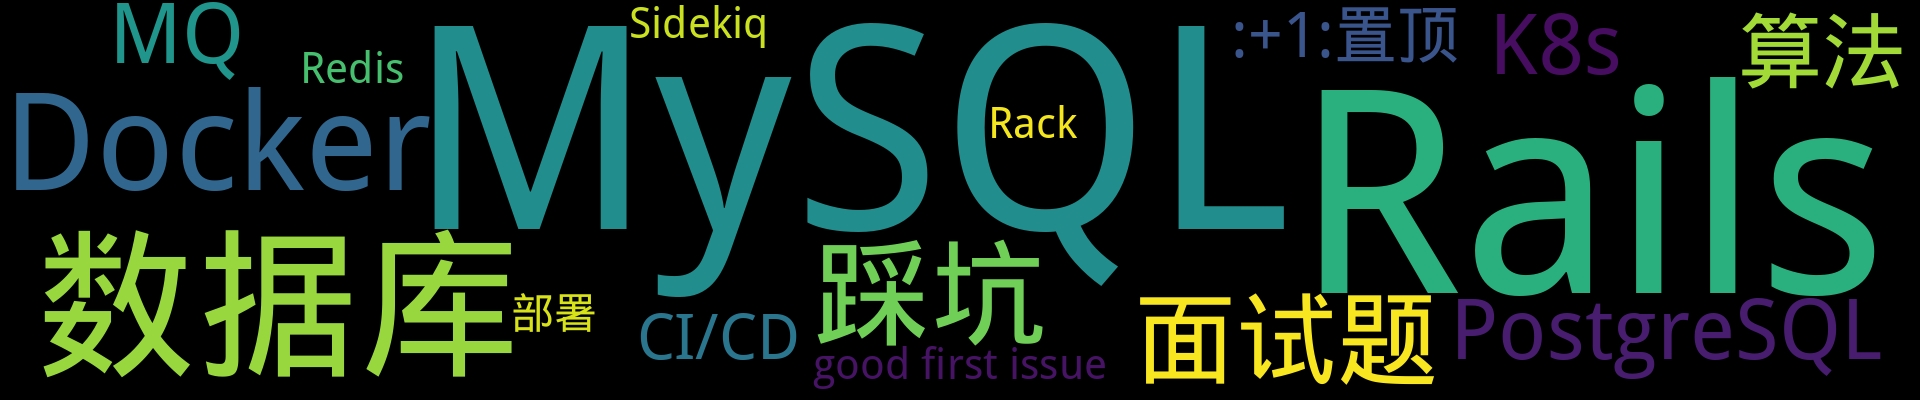 MQ
Sidekiq
:+1:置顶
K8s
算法
Redis
Docker
MySQL
Rack
Rails
数据库
部署
CI/CD
踩坑
good first issue
面试题
PostgreSQL